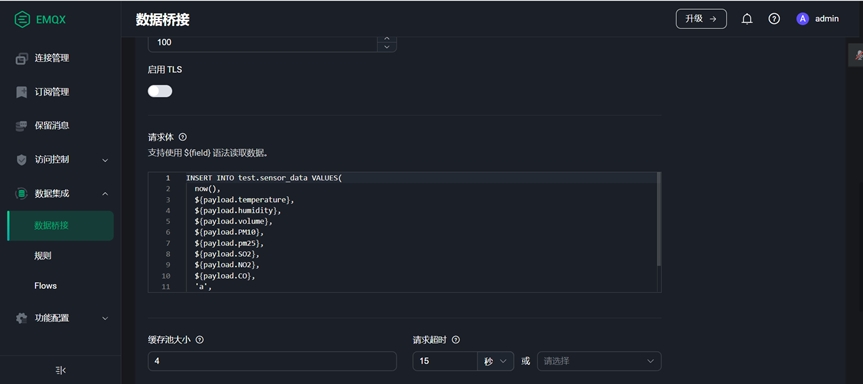 EMQX
数据桥接
升级 →
A admin
连接管理
订阅管理
保留消息
访问控制
数据集成
数据桥接
规则
Flows
功能配置
100
启用 TLS
请求体
支持使用 ${field} 语法读取数据。
1 INSERT INTO test.sensor_data VALUES(
2 now(),
3 ${payload.temperature},
4 ${payload.humidity},
5 ${payload.volume},
6 ${payload.PM10},
7 ${payload.pm25},
8 ${payload.SO2},
9 ${payload.NO2},
10 ${payload.CO},
11 'a',
缓存池大小
4
请求超时
15 秒 或 请选择